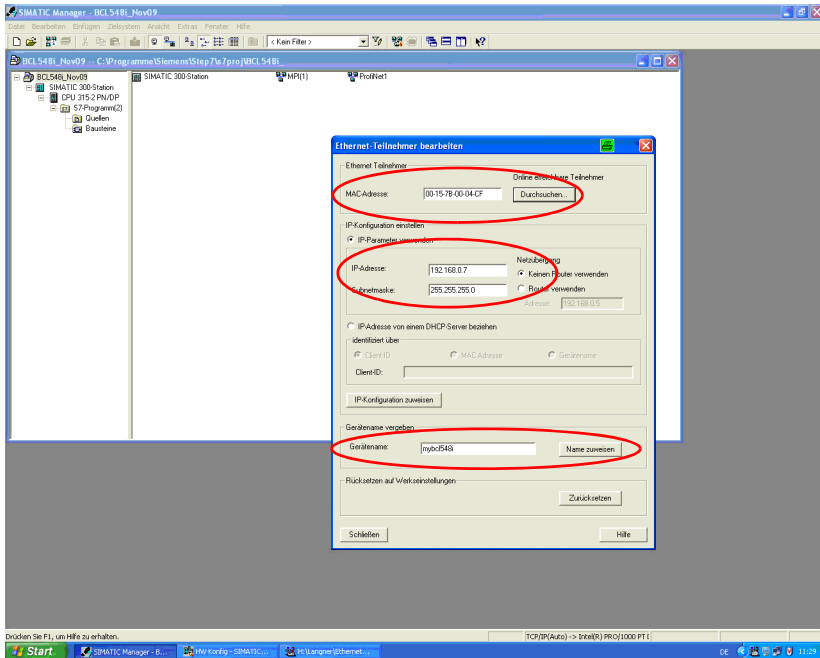 SIMATIC Manager - BCL548i_Nov09
Datei Bearbeiten Einfügen Zielsystem Ansicht Extras Fenster Hilfe
< Kein Filter >
BCL548i_Nov09 -- C:\Programme\Siemens\Step7\s7proj\BCL548i_
BCL548i_Nov09
SIMATIC 300-Station
CPU 315-2 PN/DP
S7-Programm(2)
Quellen
Bausteine
SIMATIC 300-Station
MPI(1)
ProfiNet1
Ethernet-Teilnehmer bearbeiten
Ethernet Teilnehmer
Online erreichbare Teilnehmer
MAC-Adresse: 00-15-7B-00-04-CF Durchsuchen...
IP-Konfiguration einstellen
IP-Parameter verwenden
Netzübergang
IP-Adresse: 192.168.0.7 Keinen Router verwenden
Subnetmaske: 255.255.255.0 Router verwenden
Adresse: 192.168.0.5
IP-Adresse von einem DHCP-Server beziehen
identifiziert über
Client-ID MAC Adresse Gerätename
Client-ID:
IP-Konfiguration zuweisen
Gerätename vergeben
Gerätename: mybcl548i Name zuweisen
Rücksetzen auf Werkseinstellungen
Zurücksetzen
Schließen Hilfe
Drücken Sie F1, um Hilfe zu erhalten.
TCP/IP(Auto) -> Intel(R) PRO/1000 PT
Start SIMATIC Manager - B... HW Konfig - SIMATIC... H:\Langner\Ethernet... DE 11:29